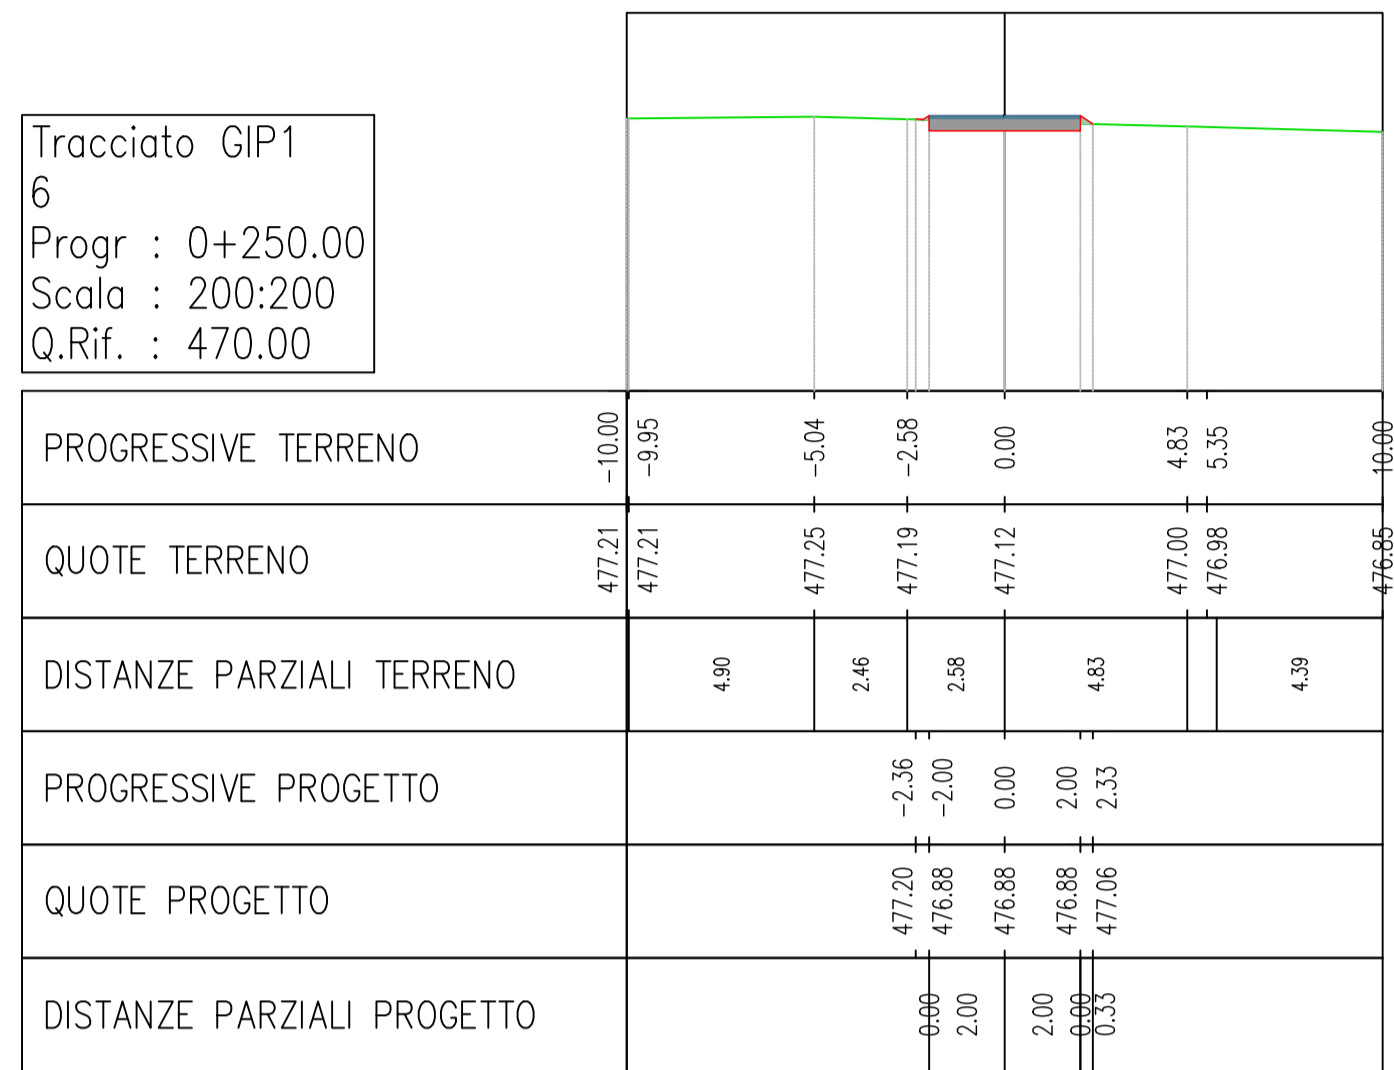 Tracciato GIP1
6
Progr : 0+250.00
Scala : 200:200
Q.Rif. : 470.00
PROGRESSIVE TERRENO -10.00 -9.95 -5.04 -2.58 0.00 4.83 5.35 10.00
QUOTE TERRENO 477.21 477.21 477.25 477.19 477.12 477.00 476.98 476.85
DISTANZE PARZIALI TERRENO 4.90 2.46 2.58 4.83 4.39
PROGRESSIVE PROGETTO -2.36 -2.00 0.00 2.00 2.33
QUOTE PROGETTO 477.20 476.88 476.88 476.88 477.06
DISTANZE PARZIALI PROGETTO 0.00 2.00 2.00 0.00 0.33